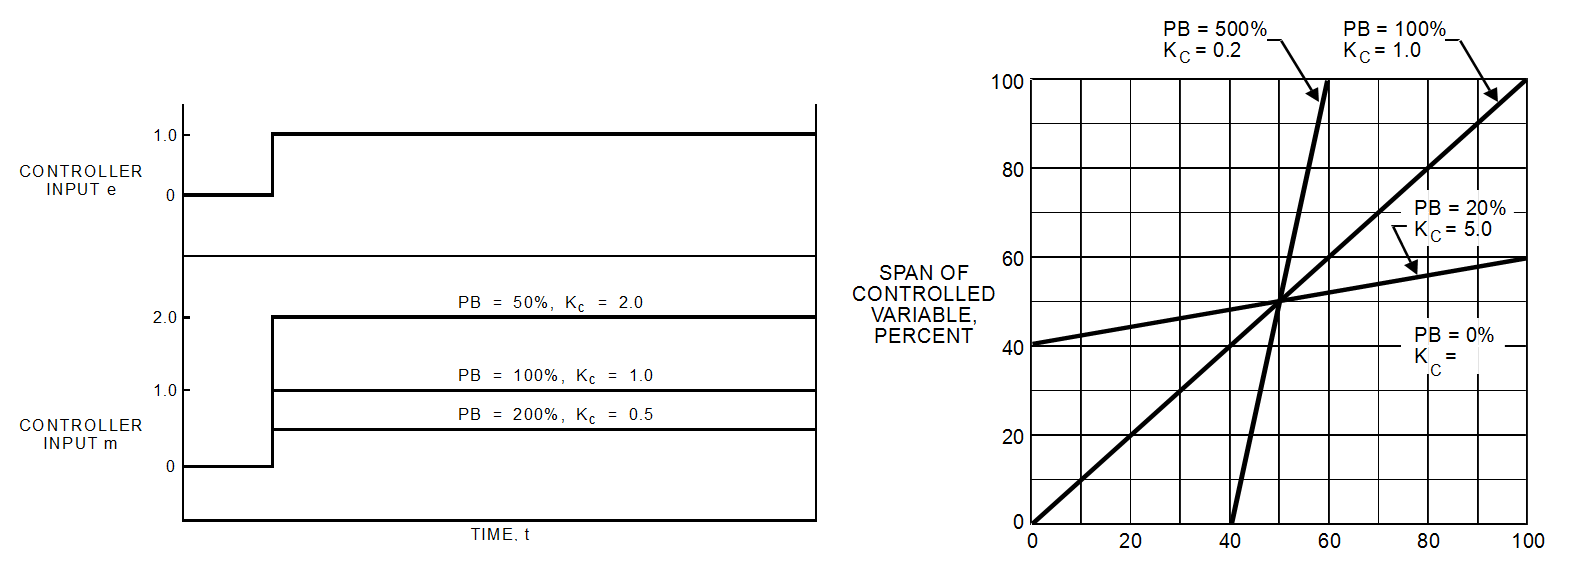 1.0
CONTROLLER
INPUT e
0
PB = 50%, Kc = 2.0
2.0
PB = 100%, Kc = 1.0
1.0
PB = 200%, Kc = 0.5
CONTROLLER
INPUT m
0
TIME, t
PB = 500%
KC = 0.2
PB = 100%
KC = 1.0
100
80
PB = 20%
KC = 5.0
60
SPAN OF
CONTROLLED
VARIABLE,
PERCENT
PB = 0%
KC =
40
20
0
0 20 40 60 80 100